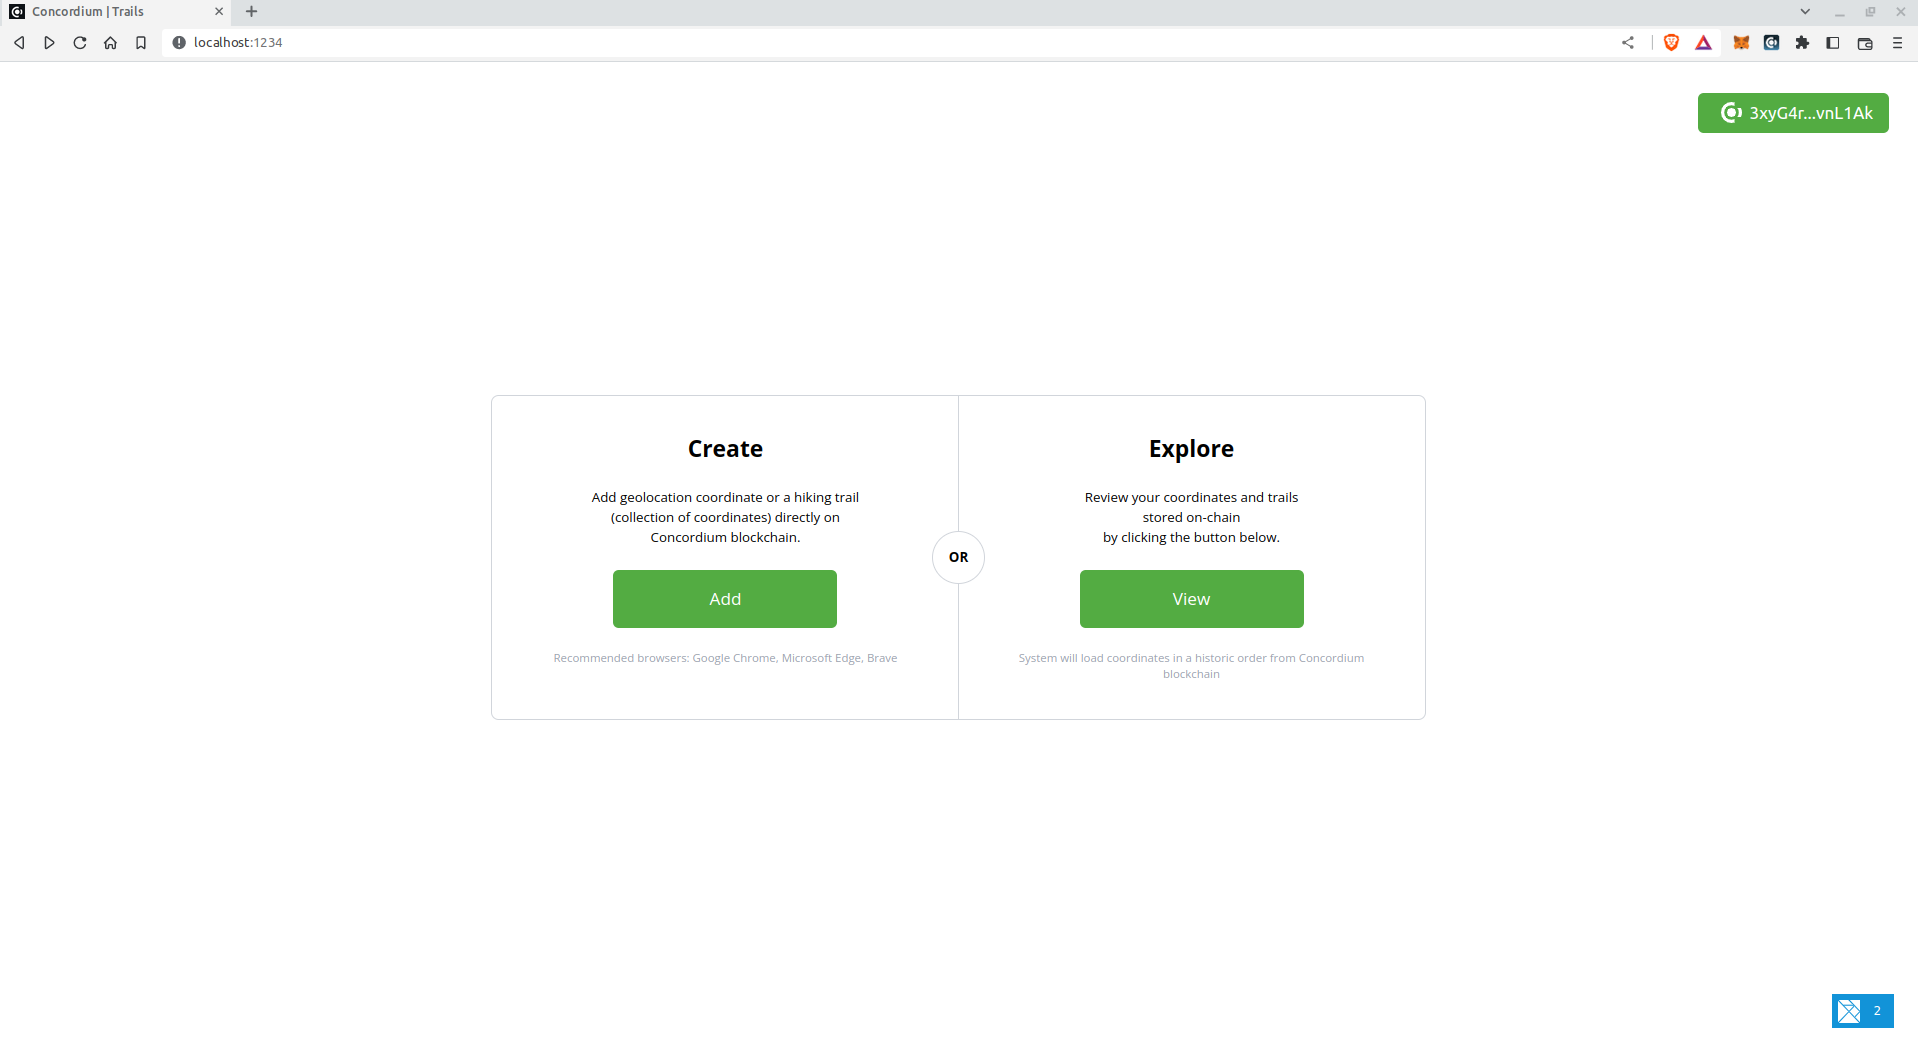 Concordium | Trails
localhost:1234
3xyG4r...vnL1Ak
Create
Add geolocation coordinate or a hiking trail
(collection of coordinates) directly on
Concordium blockchain.
Add
Recommended browsers: Google Chrome, Microsoft Edge, Brave
OR
Explore
Review your coordinates and trails
stored on-chain
by clicking the button below.
View
System will load coordinates in a historic order from Concordium
blockchain
2